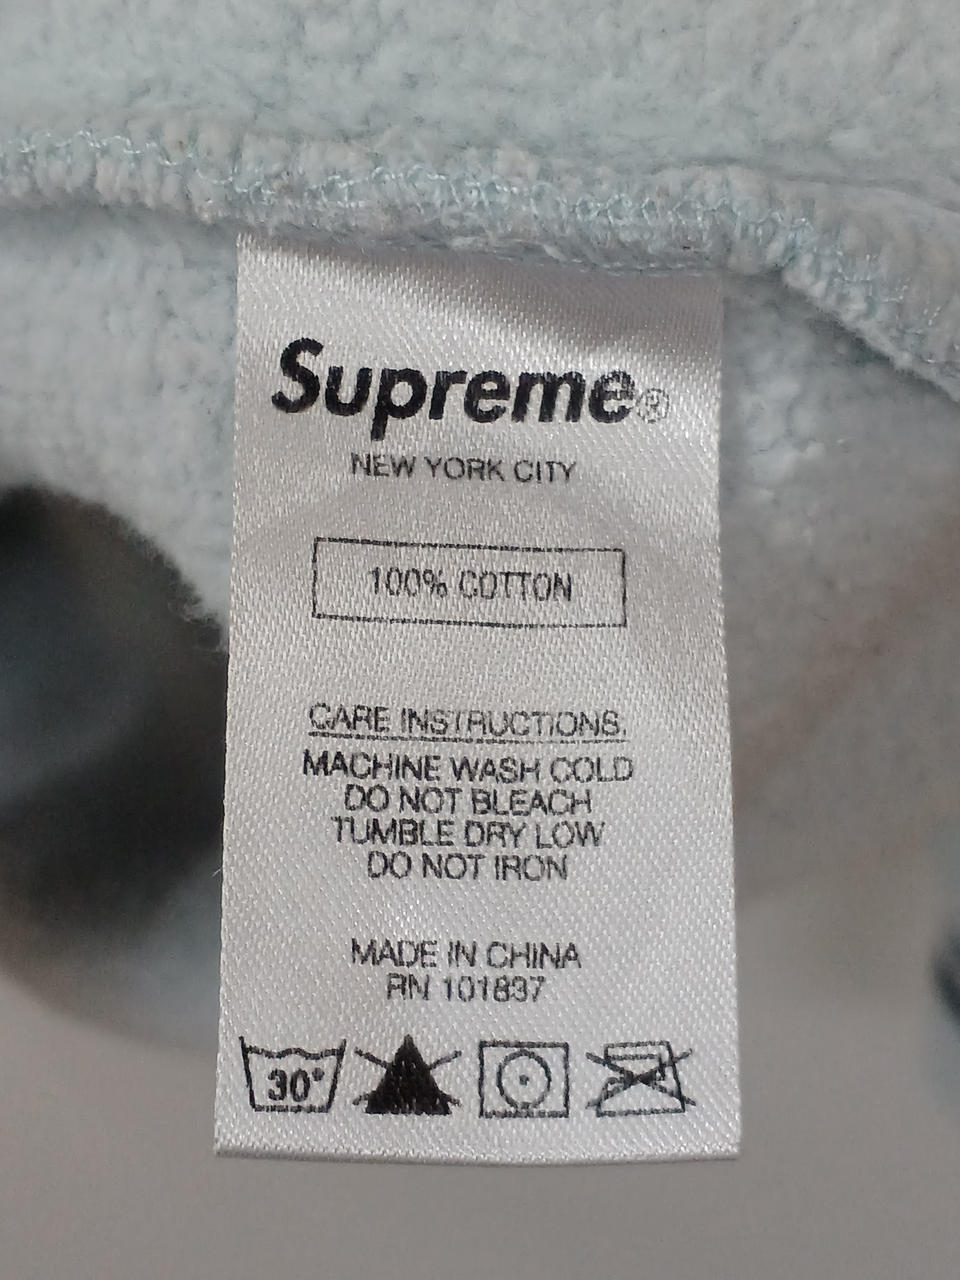 Supreme®
NEW YORK CITY
100% COTTON
CARE INSTRUCTIONS.
MACHINE WASH COLD
DO NOT BLEACH
TUMBLE DRY LOW
DO NOT IRON
MADE IN CHINA
RN 101837
30°